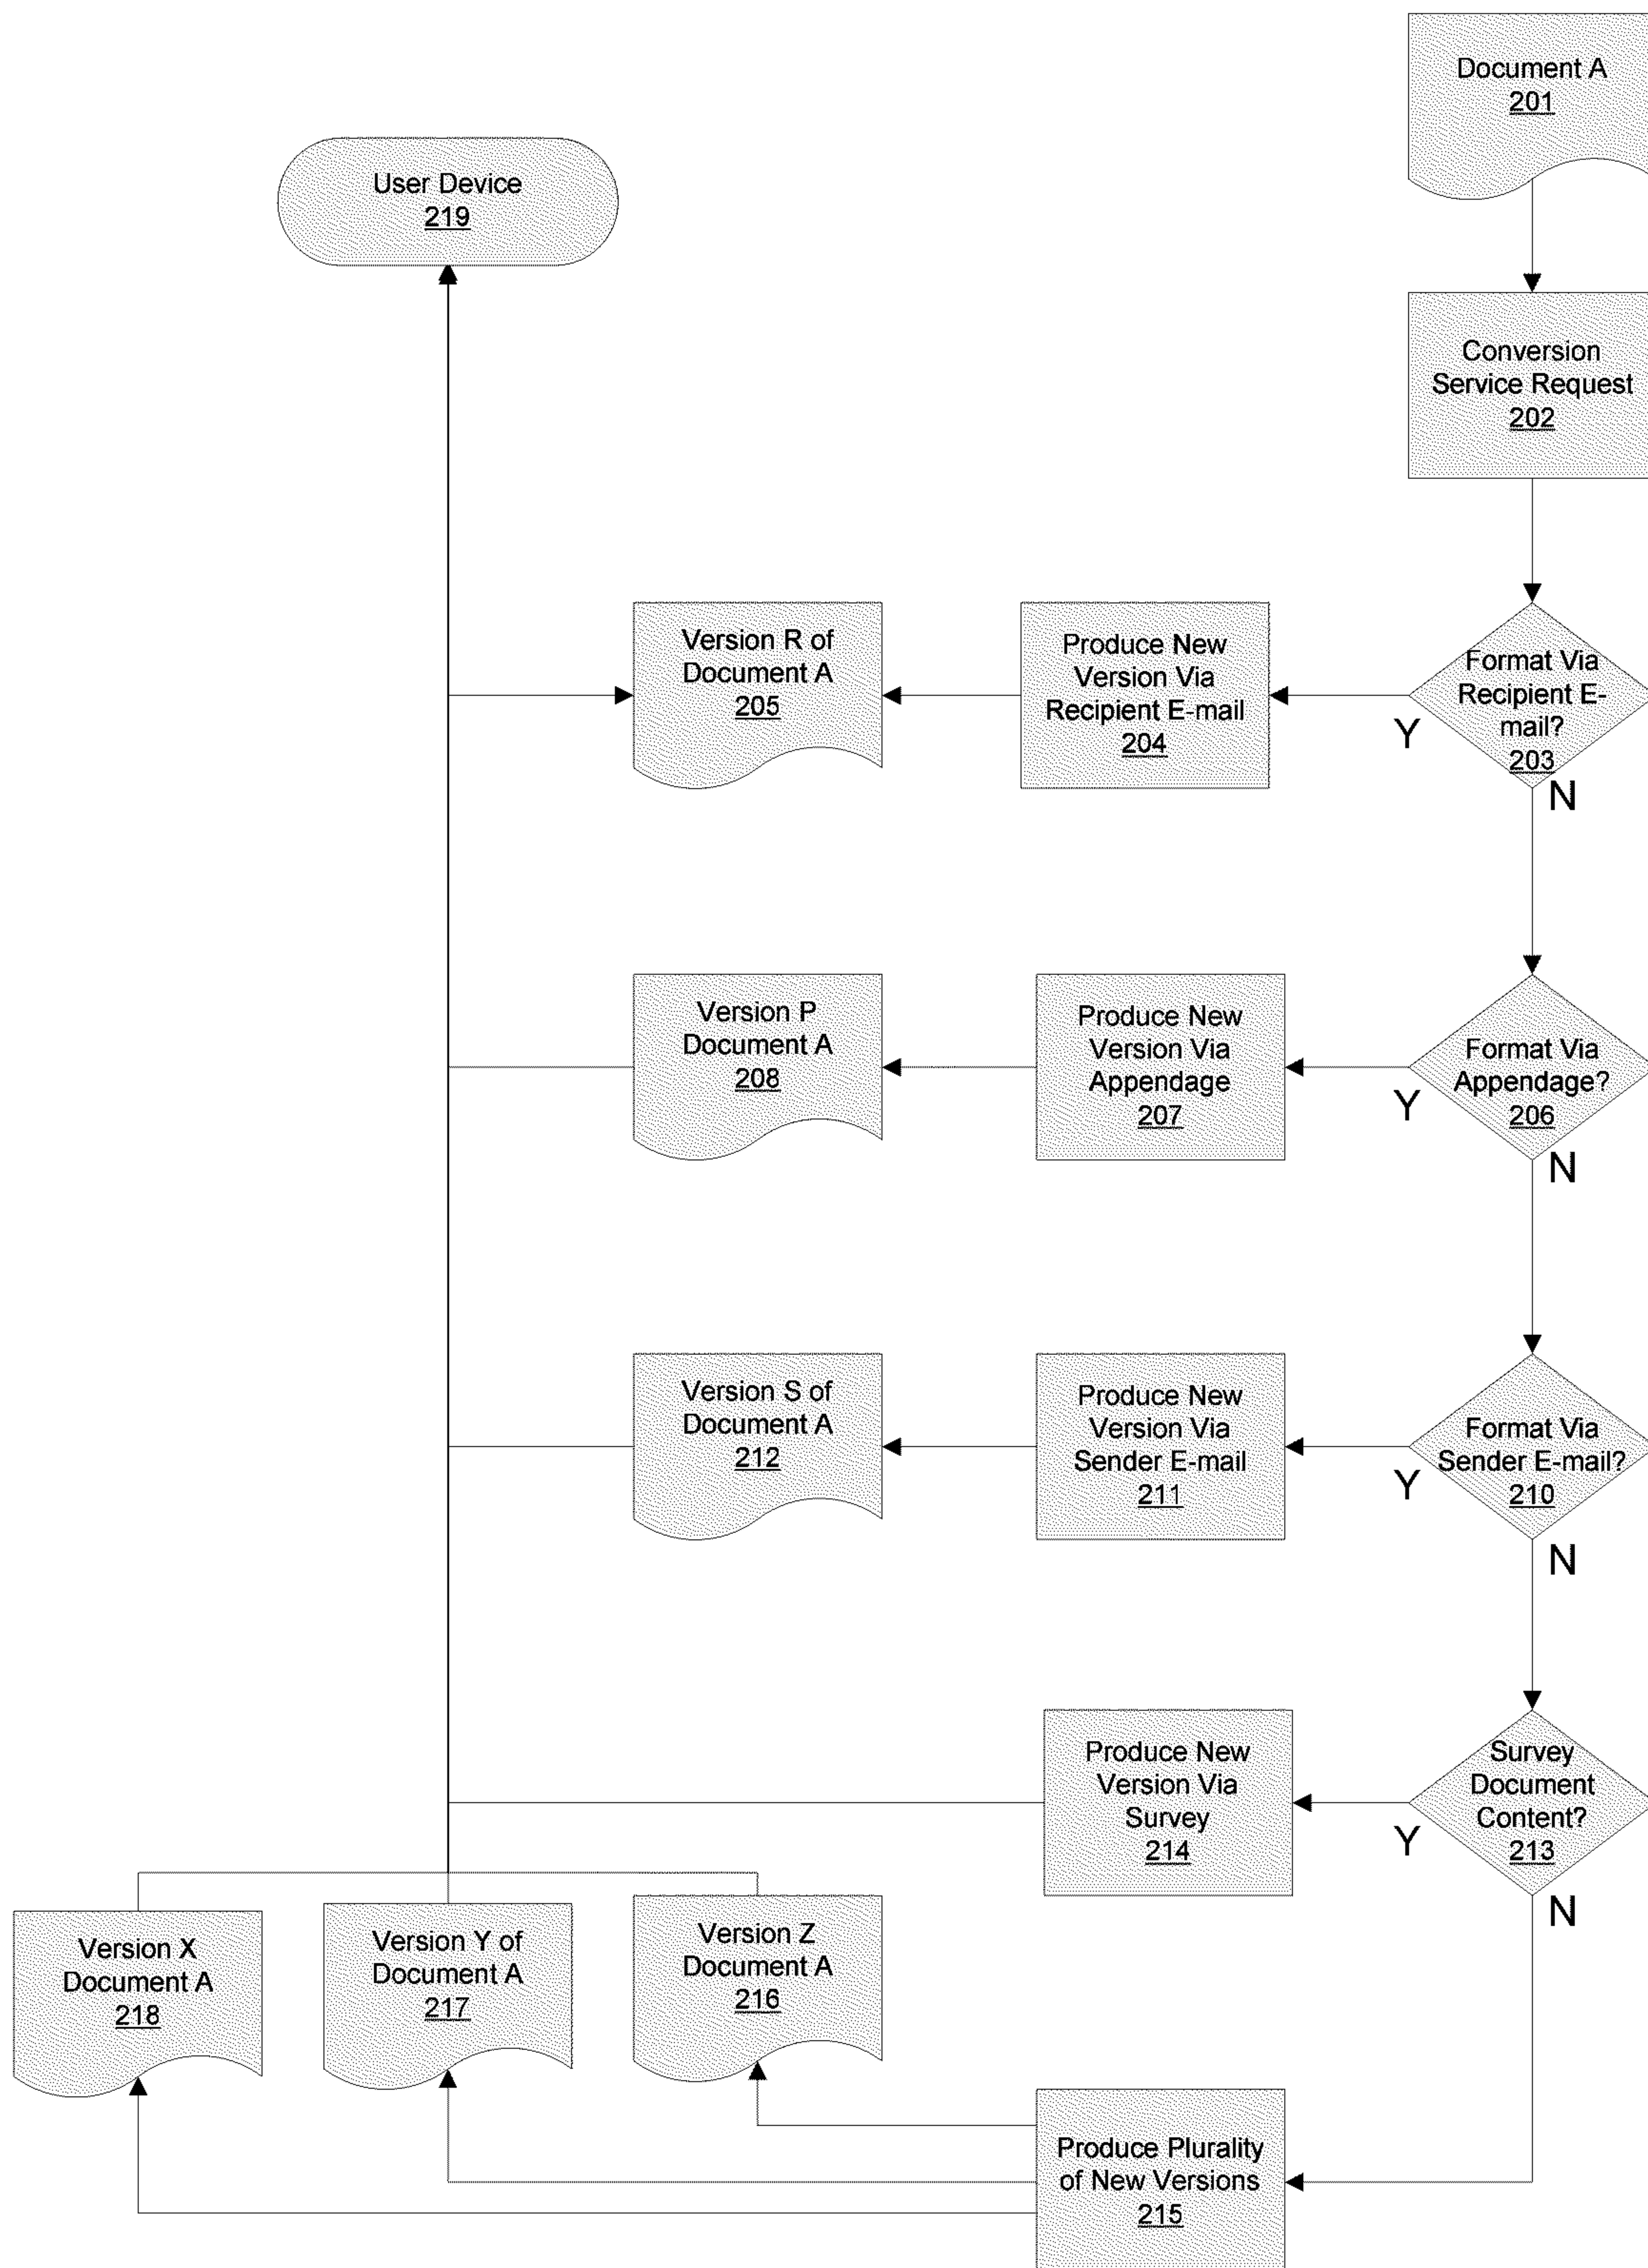 Document A
201
User Device
219
Conversion
Service Request
202
Version R of
Document A
205
Produce New
Version Via
Recipient E-mail
204
Format Via
Recipient E-
mail?
203
Y
N
Version P
Document A
208
Produce New
Version Via
Appendage
207
Format Via
Appendage?
206
Y
N
Version S of
Document A
212
Produce New
Version Via
Sender E-mail
211
Format Via
Sender E-mail?
210
Y
N
Produce New
Version Via
Survey
214
Survey
Document
Content?
213
Y
N
Version X
Document A
218
Version Y of
Document A
217
Version Z
Document A
216
Produce Plurality
of New Versions
215